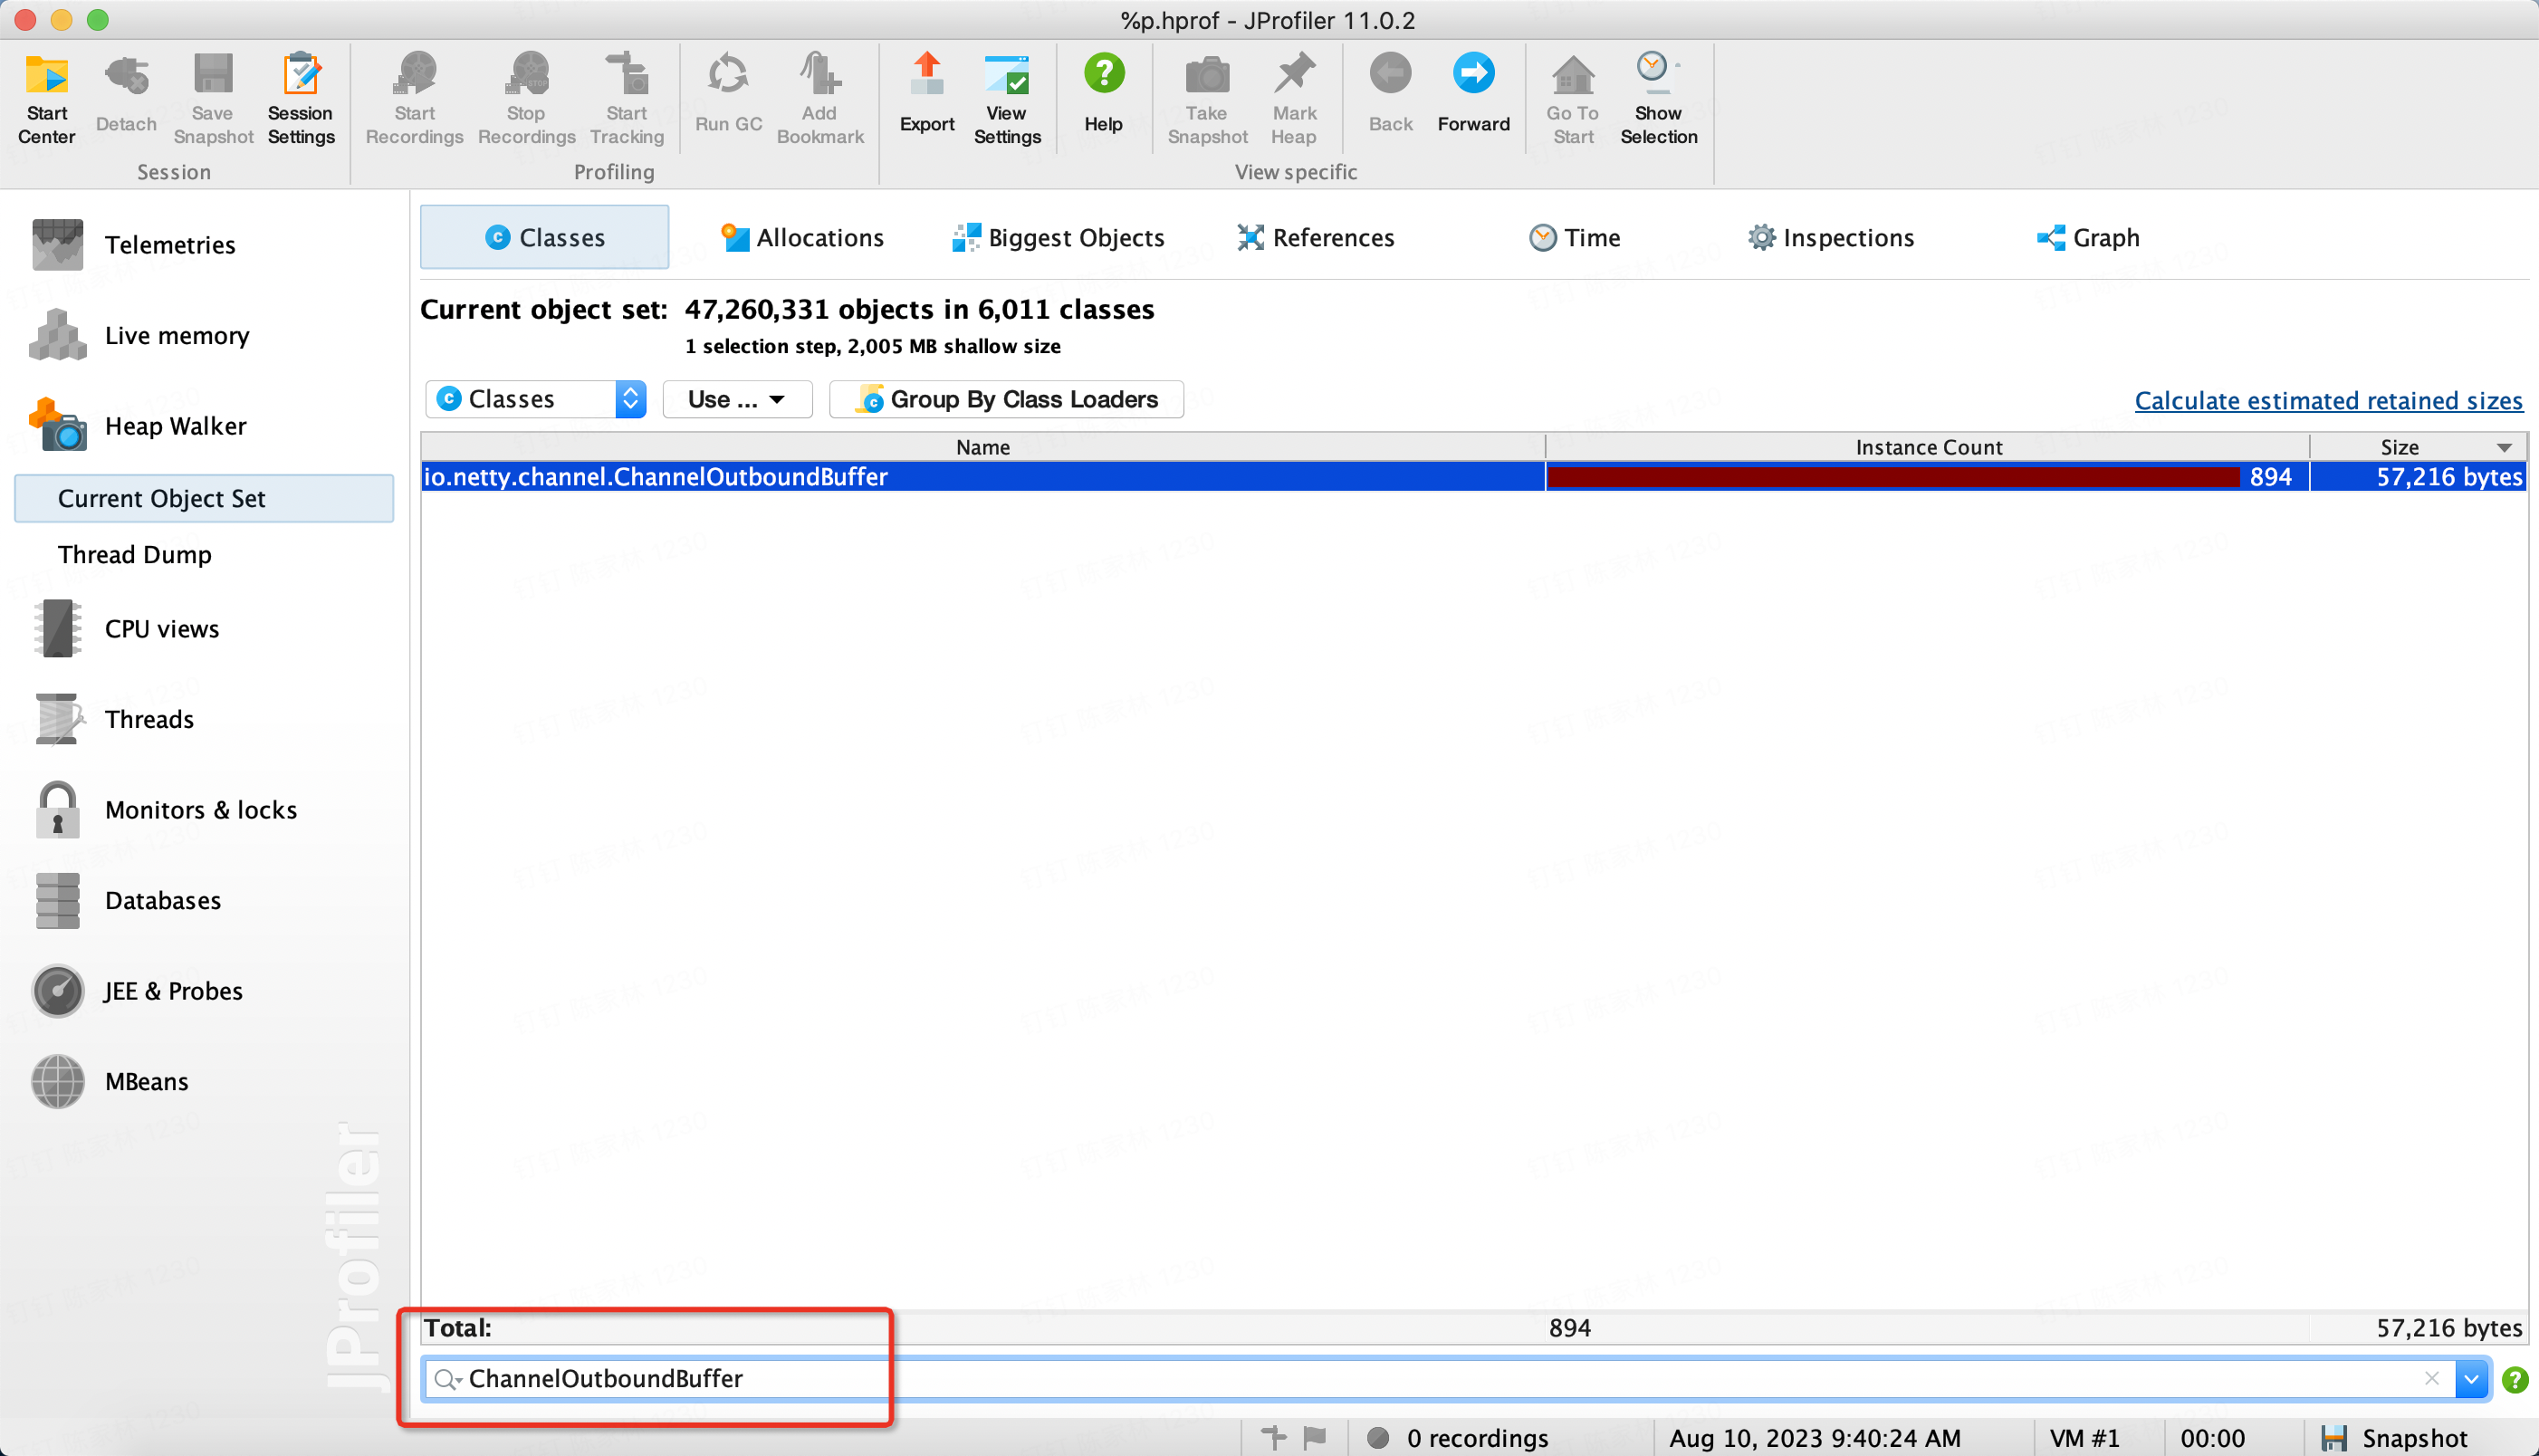 %p.hprof - JProfiler 11.0.2
Start Center
Detach
Save Snapshot
Session Settings
Start Recordings
Stop Recordings
Start Tracking
Run GC
Add Bookmark
Export
View Settings
Help
Take Snapshot
Mark Heap
Back
Forward
Go To Start
Show Selection
Session
Profiling
View specific
Telemetries
Live memory
Heap Walker
Current Object Set
Thread Dump
CPU views
Threads
Monitors & locks
Databases
JEE & Probes
MBeans
JProfiler
Classes
Allocations
Biggest Objects
References
Time
Inspections
Graph
Current object set: 47,260,331 objects in 6,011 classes
1 selection step, 2,005 MB shallow size
Classes
Use ...
Group By Class Loaders
Calculate estimated retained sizes
Name Instance Count Size
io.netty.channel.ChannelOutboundBuffer 894 57,216 bytes
Total: 894 57,216 bytes
ChannelOutboundBuffer
0 recordings
Aug 10, 2023 9:40:24 AM
VM #1
00:00
Snapshot
钉钉 陈家林 1230